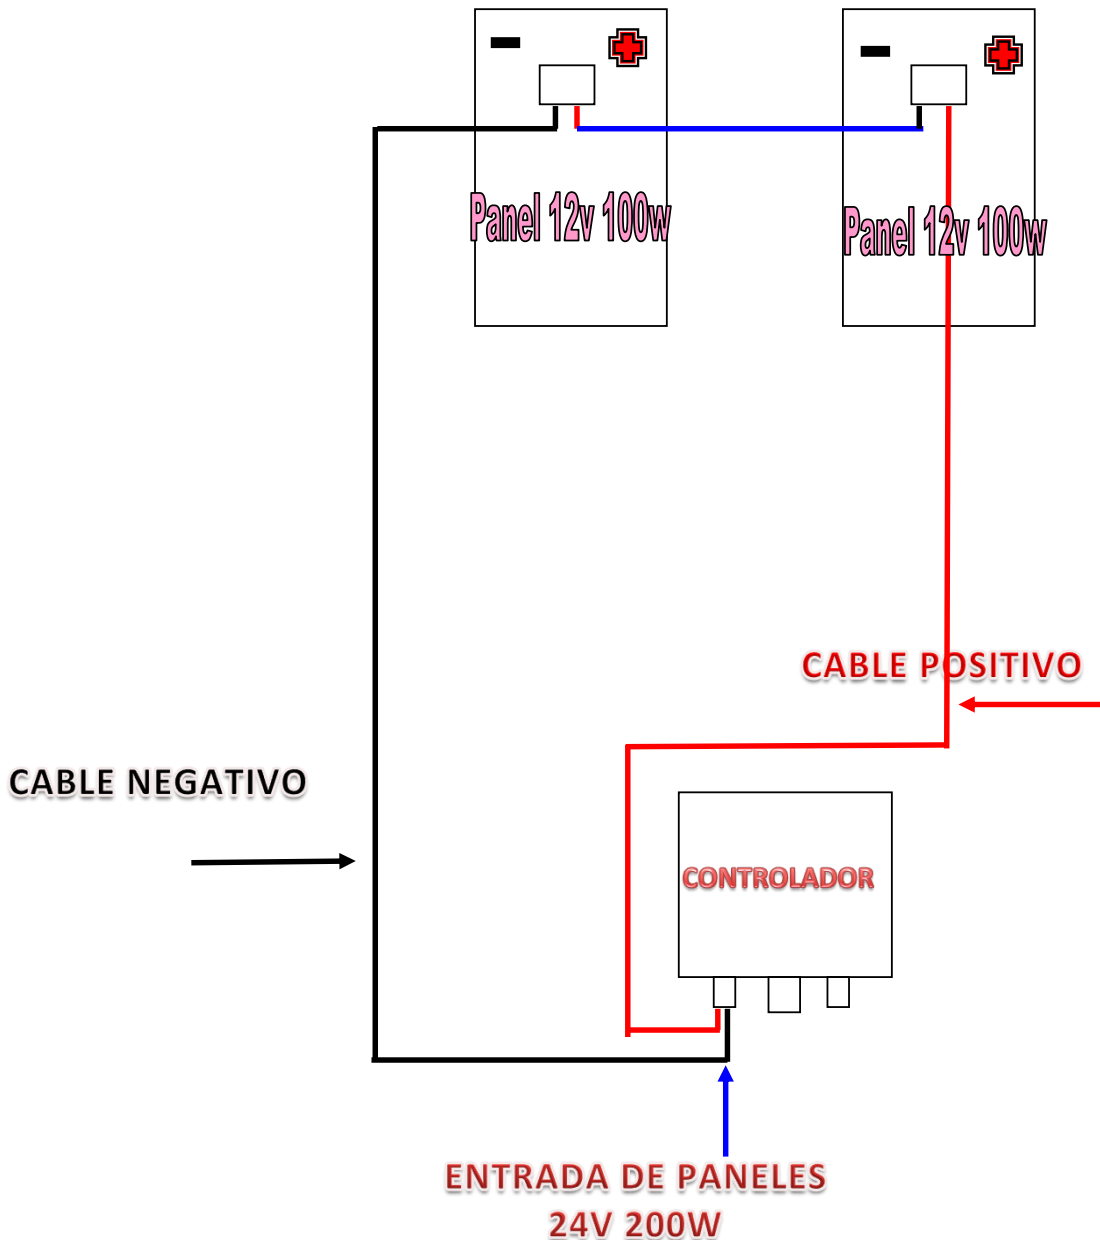 Panel 12v 100w
Panel 12v 100w
CABLE POSITIVO
CABLE NEGATIVO
CONTROLADOR
ENTRADA DE PANELES
24V 200W